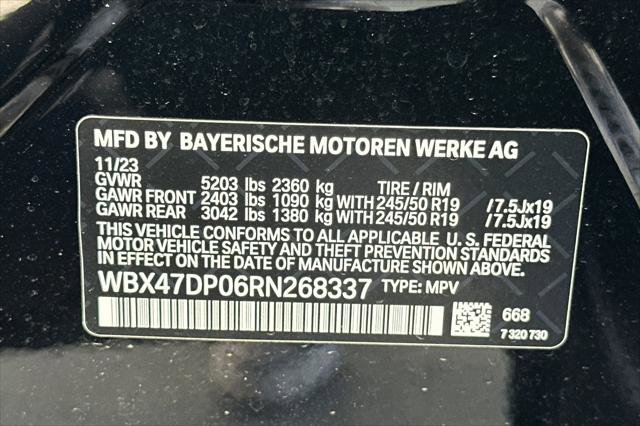 MFD BY BAYERISCHE MOTOREN WERKE AG
11/23
GVWR 5203 lbs 2360 kg TIRE / RIM
GAWR FRONT 2403 lbs 1090 kg WITH 245/50 R19 /7.5Jx19
GAWR REAR 3042 lbs 1380 kg WITH 245/50 R19 /7.5Jx19
THIS VEHICLE CONFORMS TO ALL APPLICABLE U. S. FEDERAL
MOTOR VEHICLE SAFETY AND THEFT PREVENTION STANDARDS
IN EFFECT ON THE DATE OF MANUFACTURE SHOWN ABOVE.
WBX47DP06RN268337 TYPE: MPV
668
7 320 730